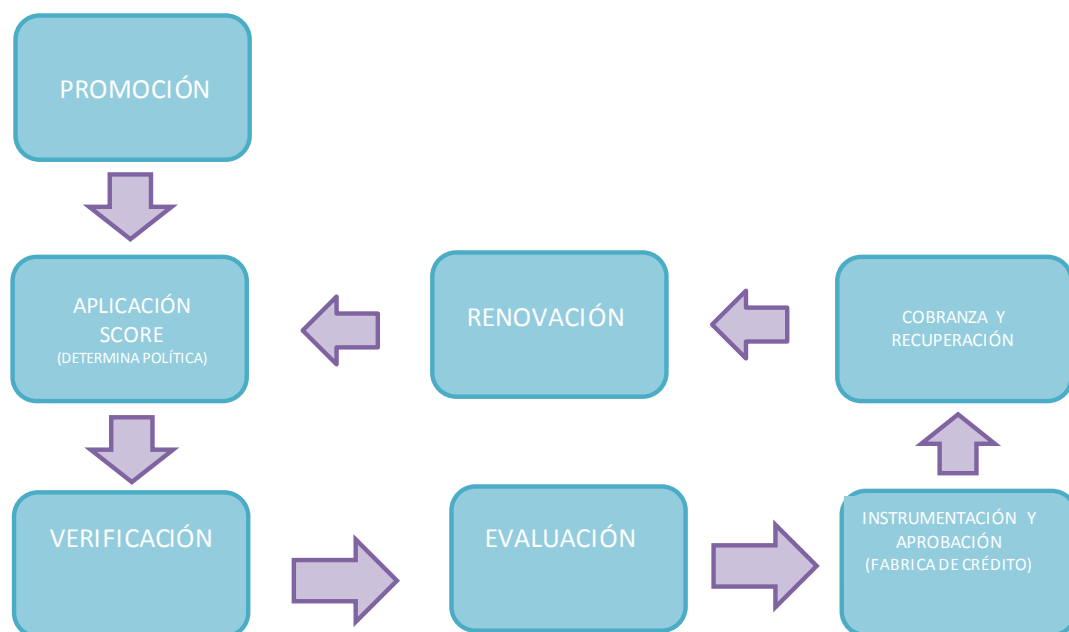 PROMOCIÓN
APLICACIÓN
SCORE
(DETERMINA POLÍTICA)
RENOVACIÓN
COBRANZA Y
RECUPERACIÓN
VERIFICACIÓN
EVALUACIÓN
INSTRUMENTACIÓN Y
APROBACIÓN
(FABRICA DE CRÉDITO)